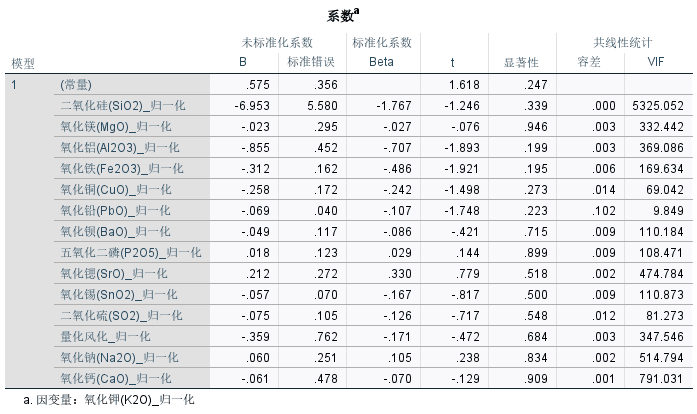 系数a
未标准化系数 标准化系数 共线性统计
模型 B 标准错误 Beta t 显著性 容差 VIF
1 (常量) .575 .356 1.618 .247
二氧化硅(SiO2)_归一化 -6.953 5.580 -1.767 -1.246 .339 .000 5325.052
氧化镁(MgO)_归一化 -.023 .295 -.027 -.076 .946 .003 332.442
氧化铝(Al2O3)_归一化 -.855 .452 -.707 -1.893 .199 .003 369.086
氧化铁(Fe2O3)_归一化 -.312 .162 -.486 -1.921 .195 .006 169.634
氧化铜(CuO)_归一化 -.258 .172 -.242 -1.498 .273 .014 69.042
氧化铅(PbO)_归一化 -.069 .040 -.107 -1.748 .223 .102 9.849
氧化钡(BaO)_归一化 -.049 .117 -.086 -.421 .715 .009 110.184
五氧化二磷(P2O5)_归一化 .018 .123 .029 .144 .899 .009 108.471
氧化锶(SrO)_归一化 .212 .272 .330 .779 .518 .002 474.784
氧化锡(SnO2)_归一化 -.057 .070 -.167 -.817 .500 .009 110.873
二氧化硫(SO2)_归一化 -.075 .105 -.126 -.717 .548 .012 81.273
量化风化_归一化 -.359 .762 -.171 -.472 .684 .003 347.546
氧化钠(Na2O)_归一化 .060 .251 .105 .238 .834 .002 514.794
氧化钙(CaO)_归一化 -.061 .478 -.070 -.129 .909 .001 791.031
a. 因变量：氧化钾(K2O)_归一化